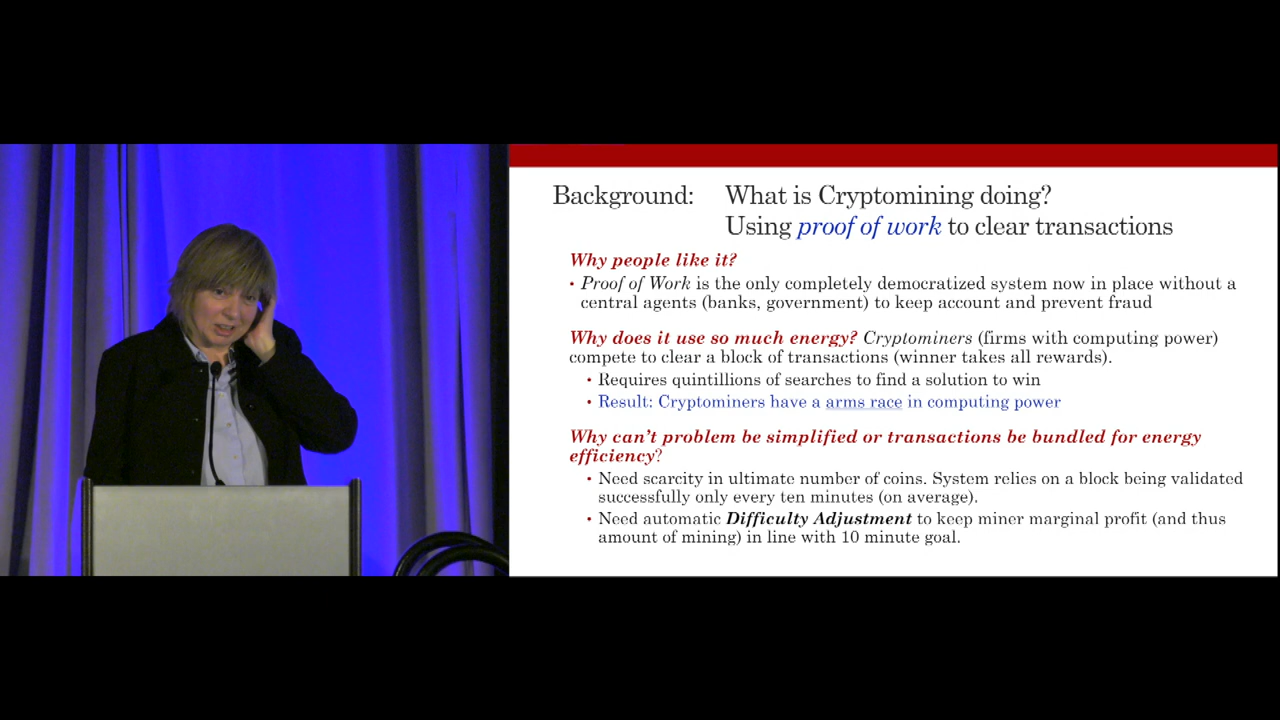 Background: What is Cryptomining doing?
Using proof of work to clear transactions
Why people like it?
• Proof of Work is the only completely democratized system now in place without a
central agents (banks, government) to keep account and prevent fraud
Why does it use so much energy? Cryptominers (firms with computing power)
compete to clear a block of transactions (winner takes all rewards).
• Requires quintillions of searches to find a solution to win
• Result: Cryptominers have a arms race in computing power
Why can't problem be simplified or transactions be bundled for energy
efficiency?
• Need scarcity in ultimate number of coins. System relies on a block being validated
successfully only every ten minutes (on average).
• Need automatic Difficulty Adjustment to keep miner marginal profit (and thus
amount of mining) in line with 10 minute goal.